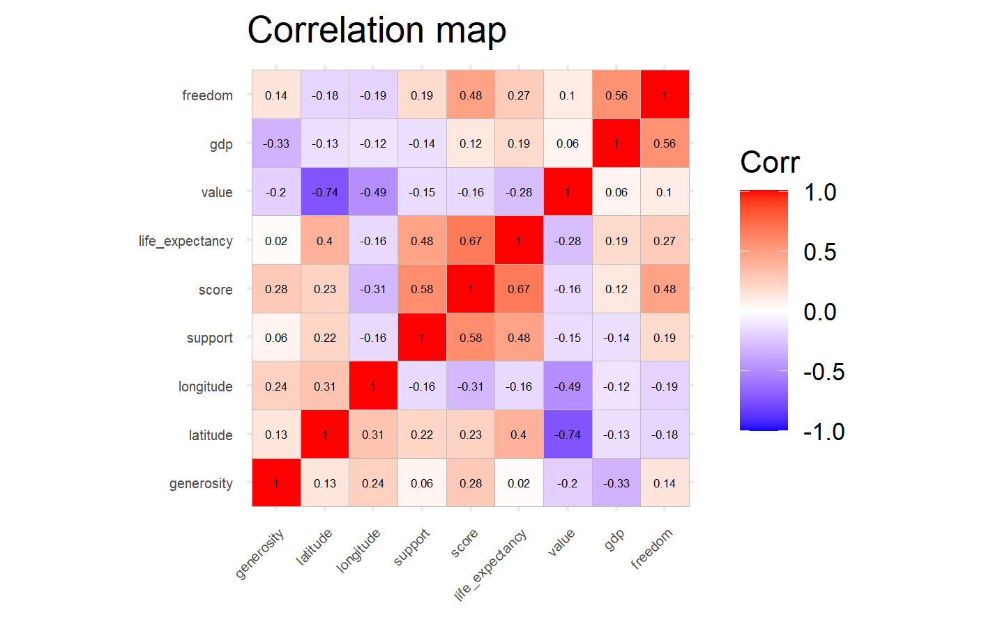 Correlation map
freedom 0.14 -0.18 -0.19 0.19 0.48 0.27 0.1 0.56 1
gdp -0.33 -0.13 -0.12 -0.14 0.12 0.19 0.06 1 0.56
value -0.2 -0.74 -0.49 -0.15 -0.16 -0.28 1 0.06 0.1
life_expectancy 0.02 0.4 -0.16 0.48 0.67 1 -0.28 0.19 0.27
score 0.28 0.23 -0.31 0.58 1 0.67 -0.16 0.12 0.48
support 0.06 0.22 -0.16 1 0.58 0.48 -0.15 -0.14 0.19
longitude 0.24 0.31 1 -0.16 -0.31 -0.16 -0.49 -0.12 -0.19
latitude 0.13 1 0.31 0.22 0.23 0.4 -0.74 -0.13 -0.18
generosity 1 0.13 0.24 0.06 0.28 0.02 -0.2 -0.33 0.14
generosity latitude longitude support score life_expectancy value gdp freedom
Corr
1.0
0.5
0.0
-0.5
-1.0